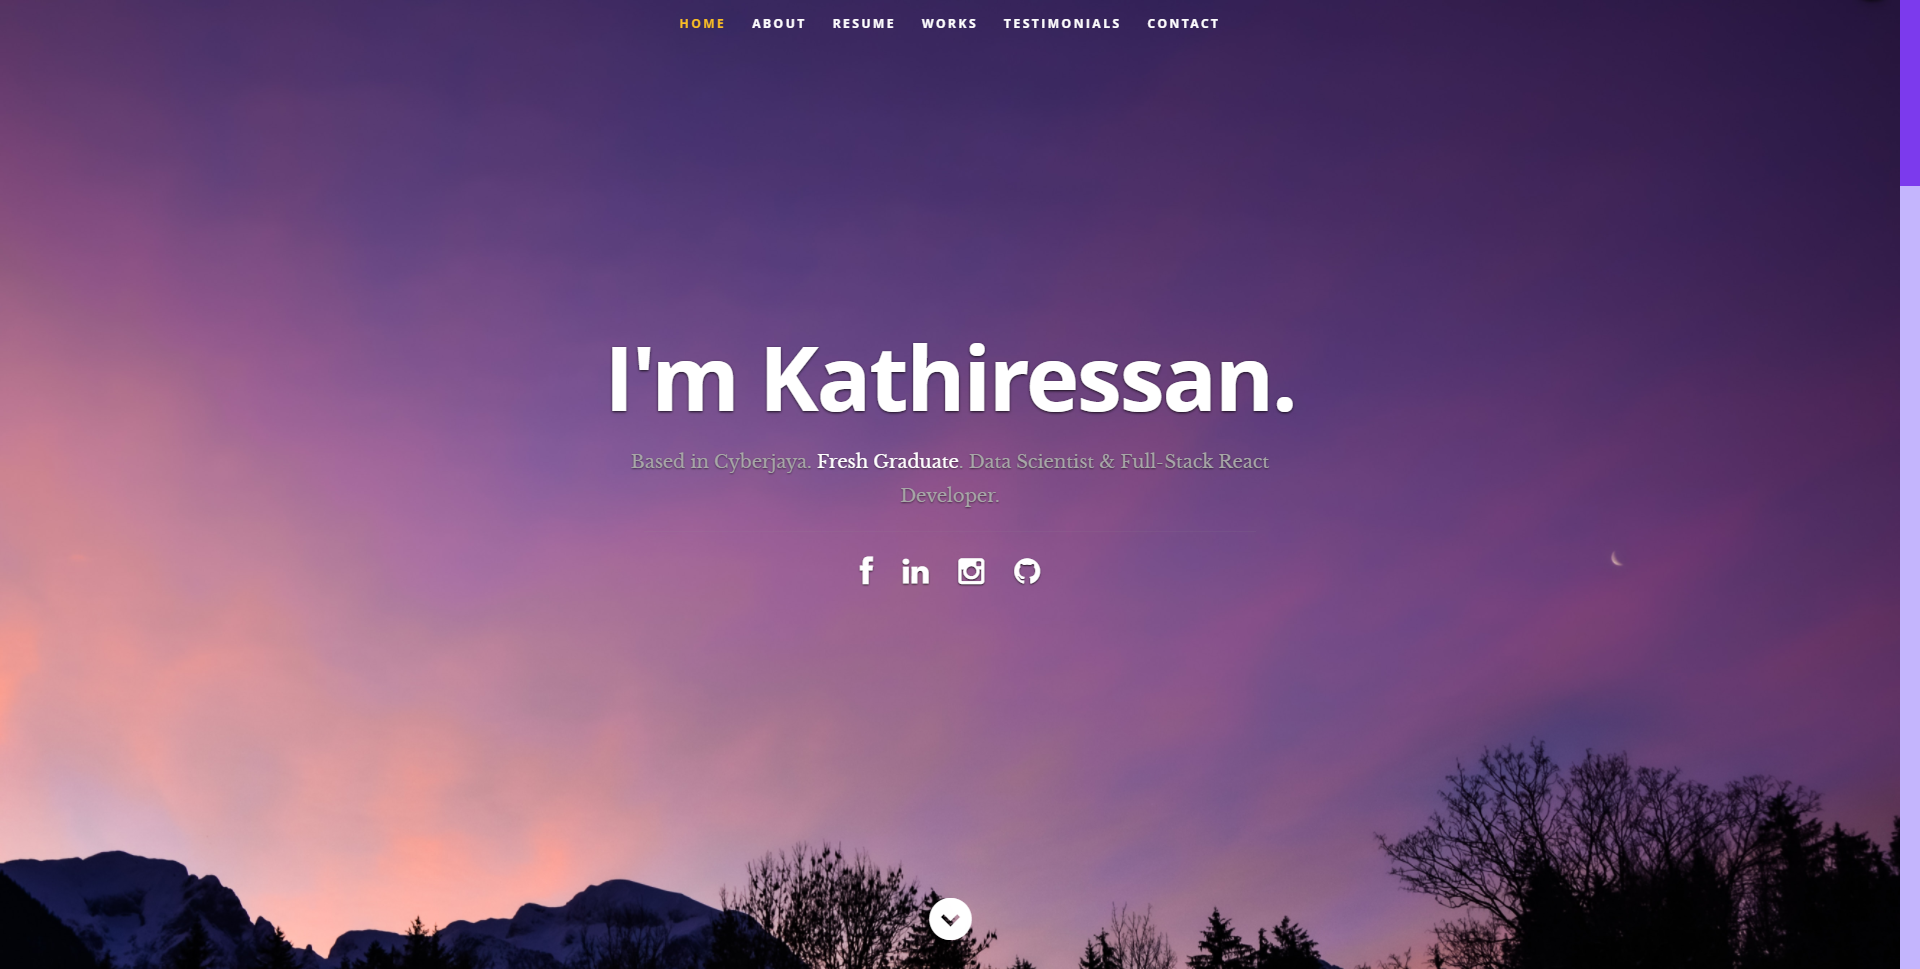 HOME ABOUT RESUME WORKS TESTIMONIALS CONTACT
I'm Kathiressan.
Based in Cyberjaya. Fresh Graduate. Data Scientist & Full-Stack React
Developer.